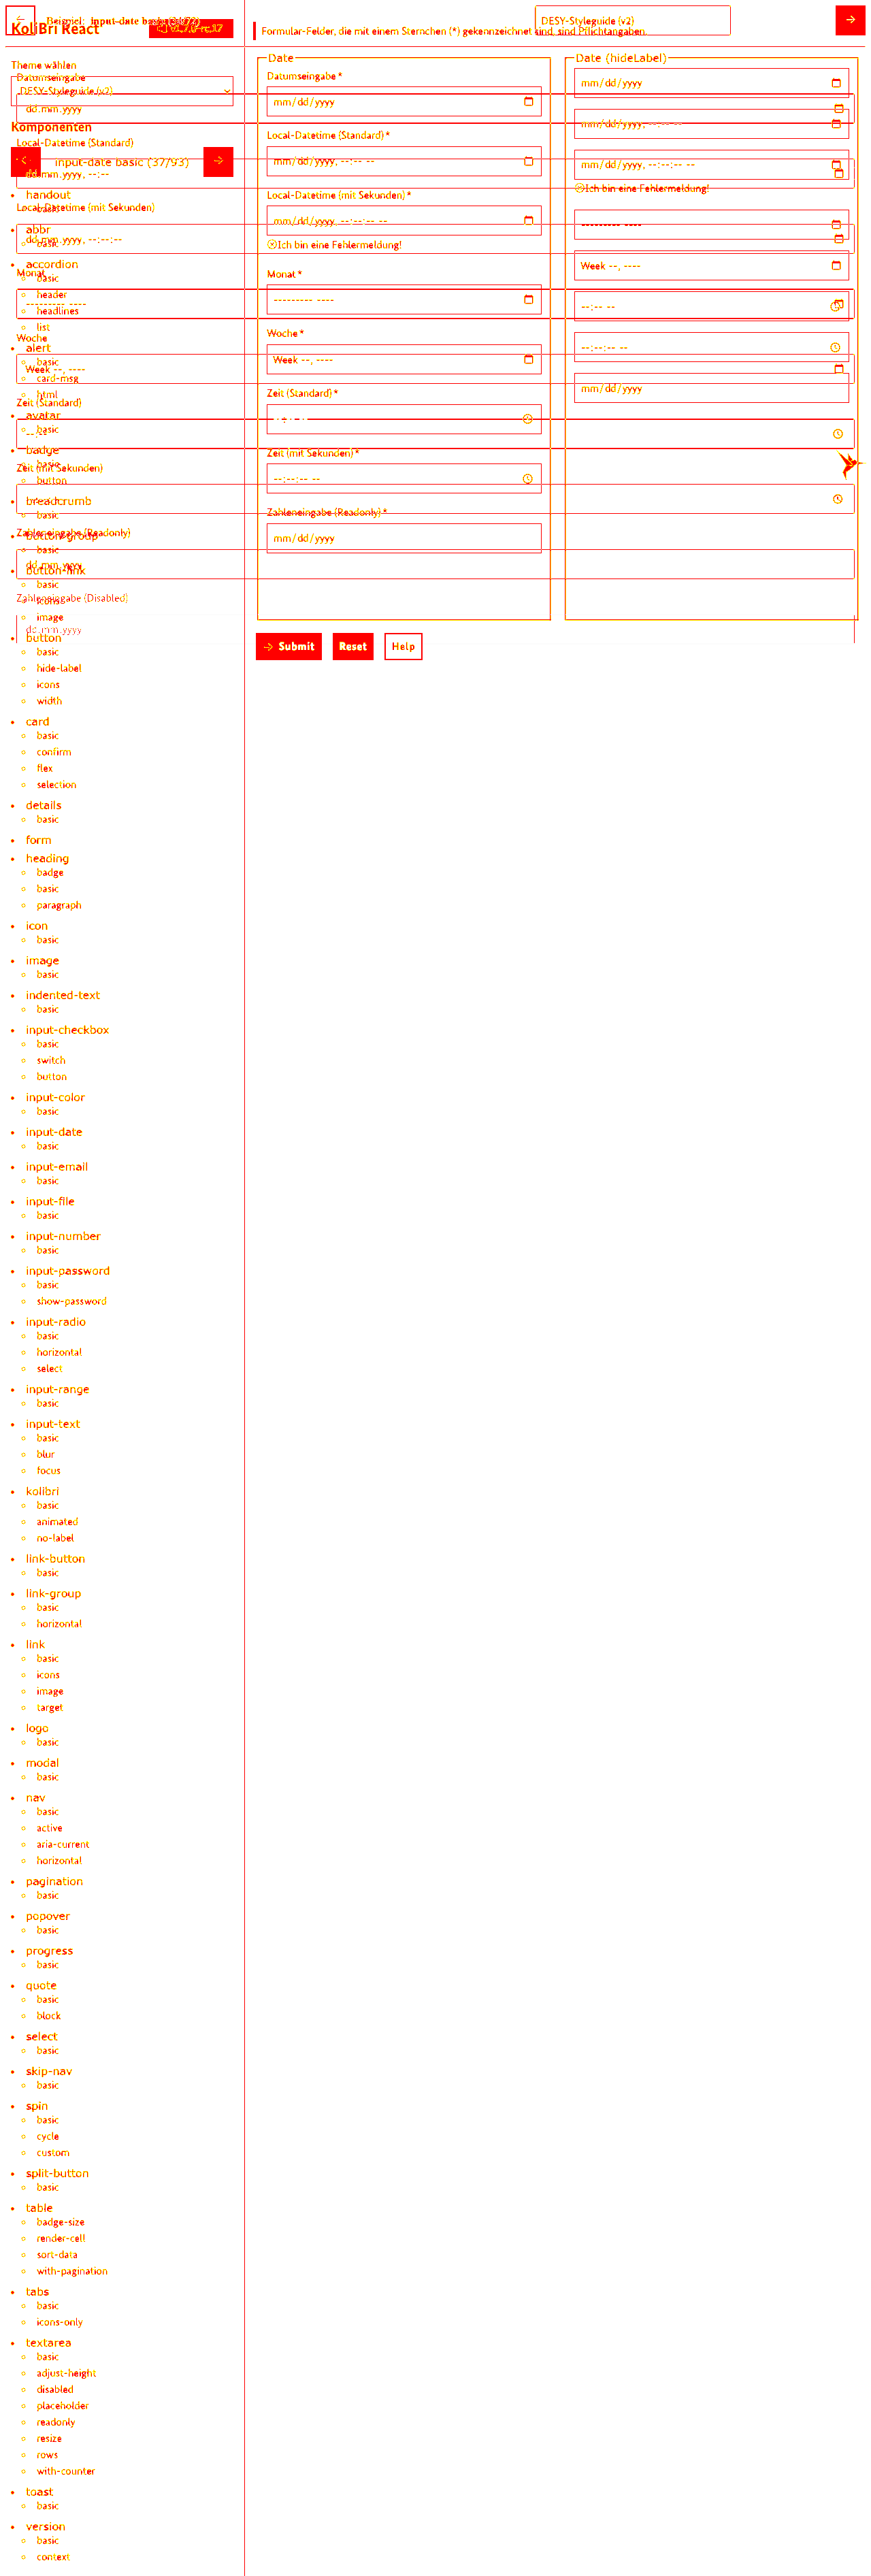 KoliBri React
DESY-Styleguide (v2)
Formular-Felder, die mit einem Sternchen (*) gekennzeichnet sind, sind Pflichtangaben.
Theme wählen
Datumseingabe
DESY-Styleguide (v2)
dd.mm.yyyy
Komponenten
Local-Datetime (Standard)
input-date basic (37/93)
dd.mm.yyyy, --:--
handout
Local-Datetime (mit Sekunden)
abbr
dd.mm.yyyy, --:--:--
basic
accordion
Monat
basic
header
--------- ----
headlines
list
Woche
alert
basic
Week --, ----
card-msg
html
Zeit (Standard)
avatar
basic
badge
basic
Zeit (mit Sekunden)
button
breadcrumb
basic
Zahleneingabe (Readonly)
button-group
basic
dd.mm.yyyy
button-link
basic
icons
Zahleneingabe (Disabled)
image
dd.mm.yyyy
button
basic
hide-label
icons
width
card
basic
confirm
flex
selection
details
basic
form
heading
badge
basic
paragraph
icon
basic
image
basic
indented-text
basic
input-checkbox
basic
switch
button
input-color
basic
input-date
basic
input-email
basic
input-file
basic
input-number
basic
input-password
basic
show-password
input-radio
basic
horizontal
select
input-range
basic
input-text
basic
blur
focus
kolibri
basic
animated
no-label
link-button
basic
link-group
basic
horizontal
link
basic
icons
image
target
logo
basic
modal
basic
nav
basic
active
aria-current
horizontal
pagination
basic
popover
basic
progress
basic
quote
basic
block
select
basic
skip-nav
basic
spin
basic
cycle
custom
split-button
basic
table
badge-size
render-cell
sort-data
with-pagination
tabs
basic
icons-only
textarea
basic
adjust-height
disabled
placeholder
readonly
resize
rows
with-counter
toast
basic
version
basic
context
Date
Datumseingabe *
mm/dd/yyyy
Local-Datetime (Standard) *
mm/dd/yyyy, --:-- --
Local-Datetime (mit Sekunden) *
mm/dd/yyyy, --:--:-- --
Ich bin eine Fehlermeldung!
Monat *
--------- ----
Woche *
Week --, ----
Zeit (Standard) *
Zeit (mit Sekunden) *
--:--:-- --
Zahleneingabe (Readonly) *
mm/dd/yyyy
Date (hideLabel)
mm/dd/yyyy
mm/dd/yyyy, --:-- --
mm/dd/yyyy, --:--:-- --
Ich bin eine Fehlermeldung!
--------- ----
Week --, ----
--:-- --
--:--:-- --
mm/dd/yyyy
Submit
Reset
Help